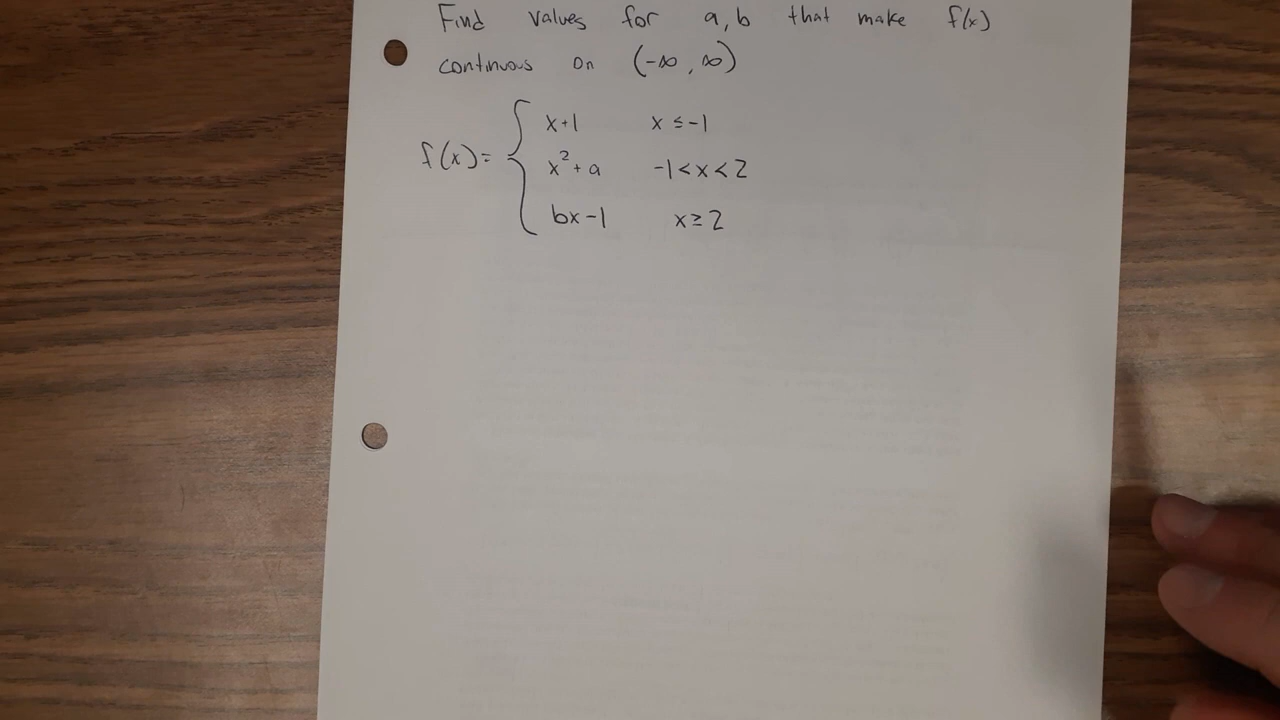 Find values for a, b that make f(x)
continuous on (-∞, ∞)
f(x) = { x+1 x ≤ -1
x² + a -1 < x < 2
bx - 1 x ≥ 2